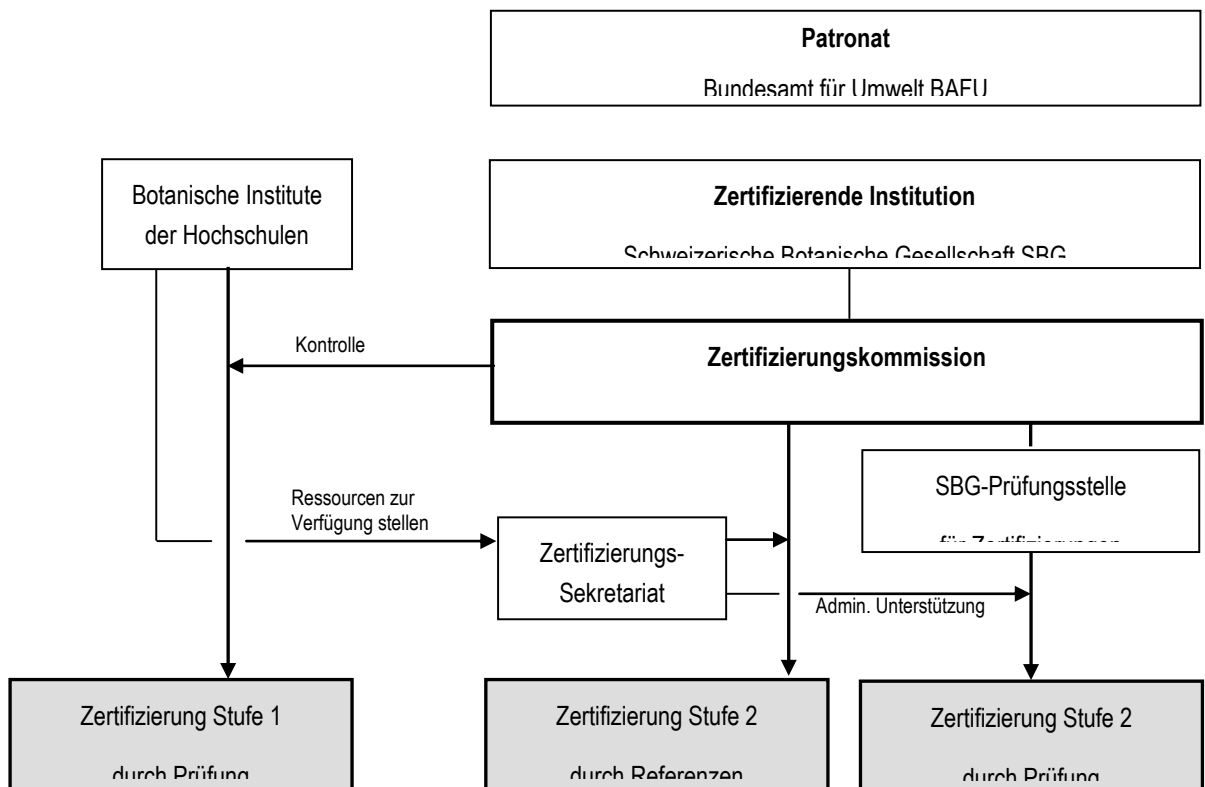 Patronat
Bundesamt für Umwelt BAFU
Botanische Institute
der Hochschulen
Zertifizierende Institution
Schweizerische Botanische Gesellschaft SBG
Kontrolle
Zertifizierungskommission
Ressourcen zur
Verfügung stellen
Zertifizierungs-
Sekretariat
SBG-Prüfungsstelle
für Zertifizierungen
Admin. Unterstützung
Zertifizierung Stufe 1
durch Prüfung
Zertifizierung Stufe 2
durch Referenzen
Zertifizierung Stufe 2
durch Prüfung